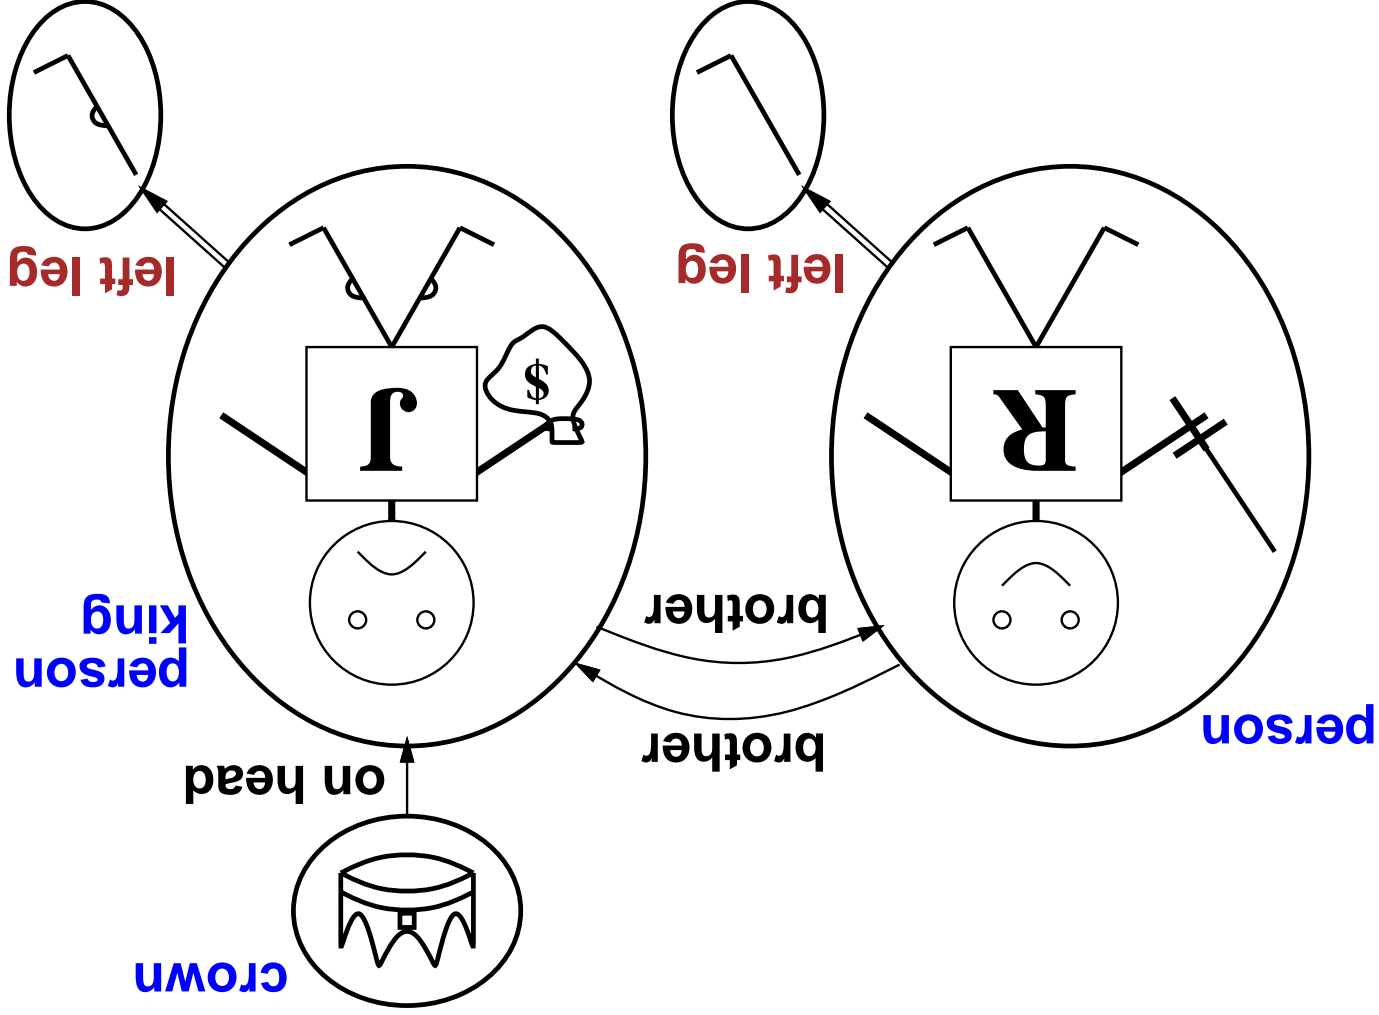 crown
on head
brother
person
person
king
brother
R
$
J
left leg
left leg